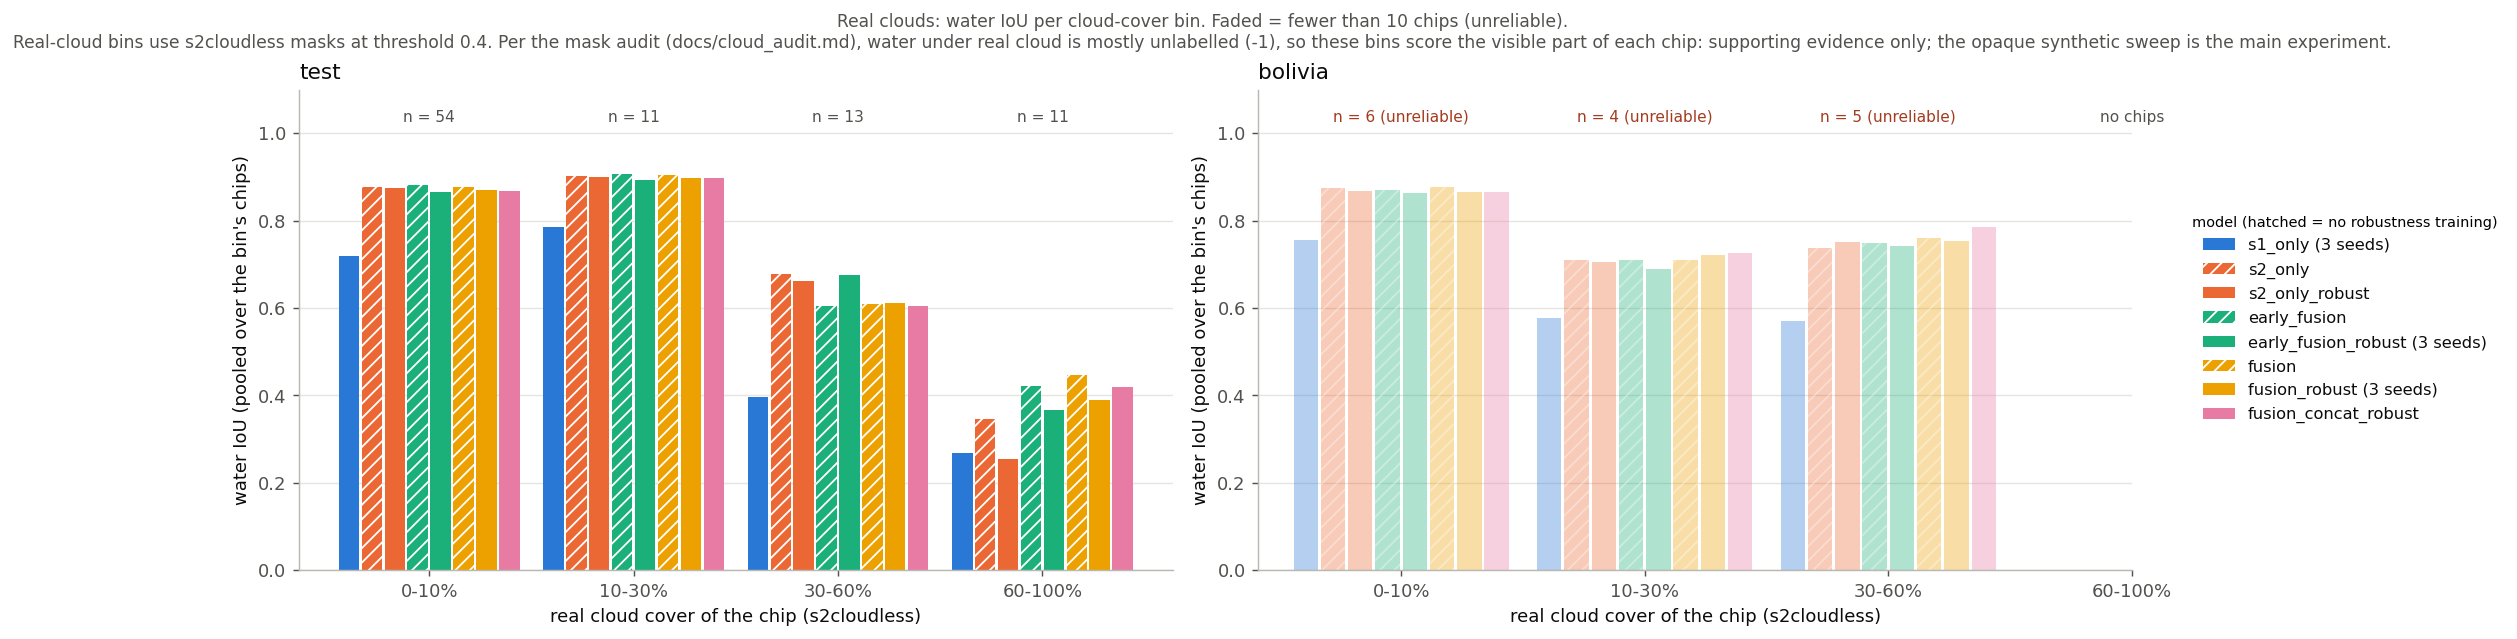 Real clouds: water IoU per cloud-cover bin. Faded = fewer than 10 chips (unreliable).
Real-cloud bins use s2cloudless masks at threshold 0.4. Per the mask audit (docs/cloud_audit.md), water under real cloud is mostly unlabelled (-1), so these bins score the visible part of each chip: supporting evidence only; the opaque synthetic sweep is the main experiment.
test
n = 54
n = 11
n = 13
n = 11
1.0
0.8
0.6
0.4
0.2
0.0
water IoU (pooled over the bin's chips)
0-10%
10-30%
30-60%
60-100%
real cloud cover of the chip (s2cloudless)
bolivia
n = 6 (unreliable)
n = 4 (unreliable)
n = 5 (unreliable)
no chips
1.0
0.8
0.6
0.4
0.2
0.0
water IoU (pooled over the bin's chips)
0-10%
10-30%
30-60%
60-100%
real cloud cover of the chip (s2cloudless)
model (hatched = no robustness training)
s1_only (3 seeds)
s2_only
s2_only_robust
early_fusion
early_fusion_robust (3 seeds)
fusion
fusion_robust (3 seeds)
fusion_concat_robust